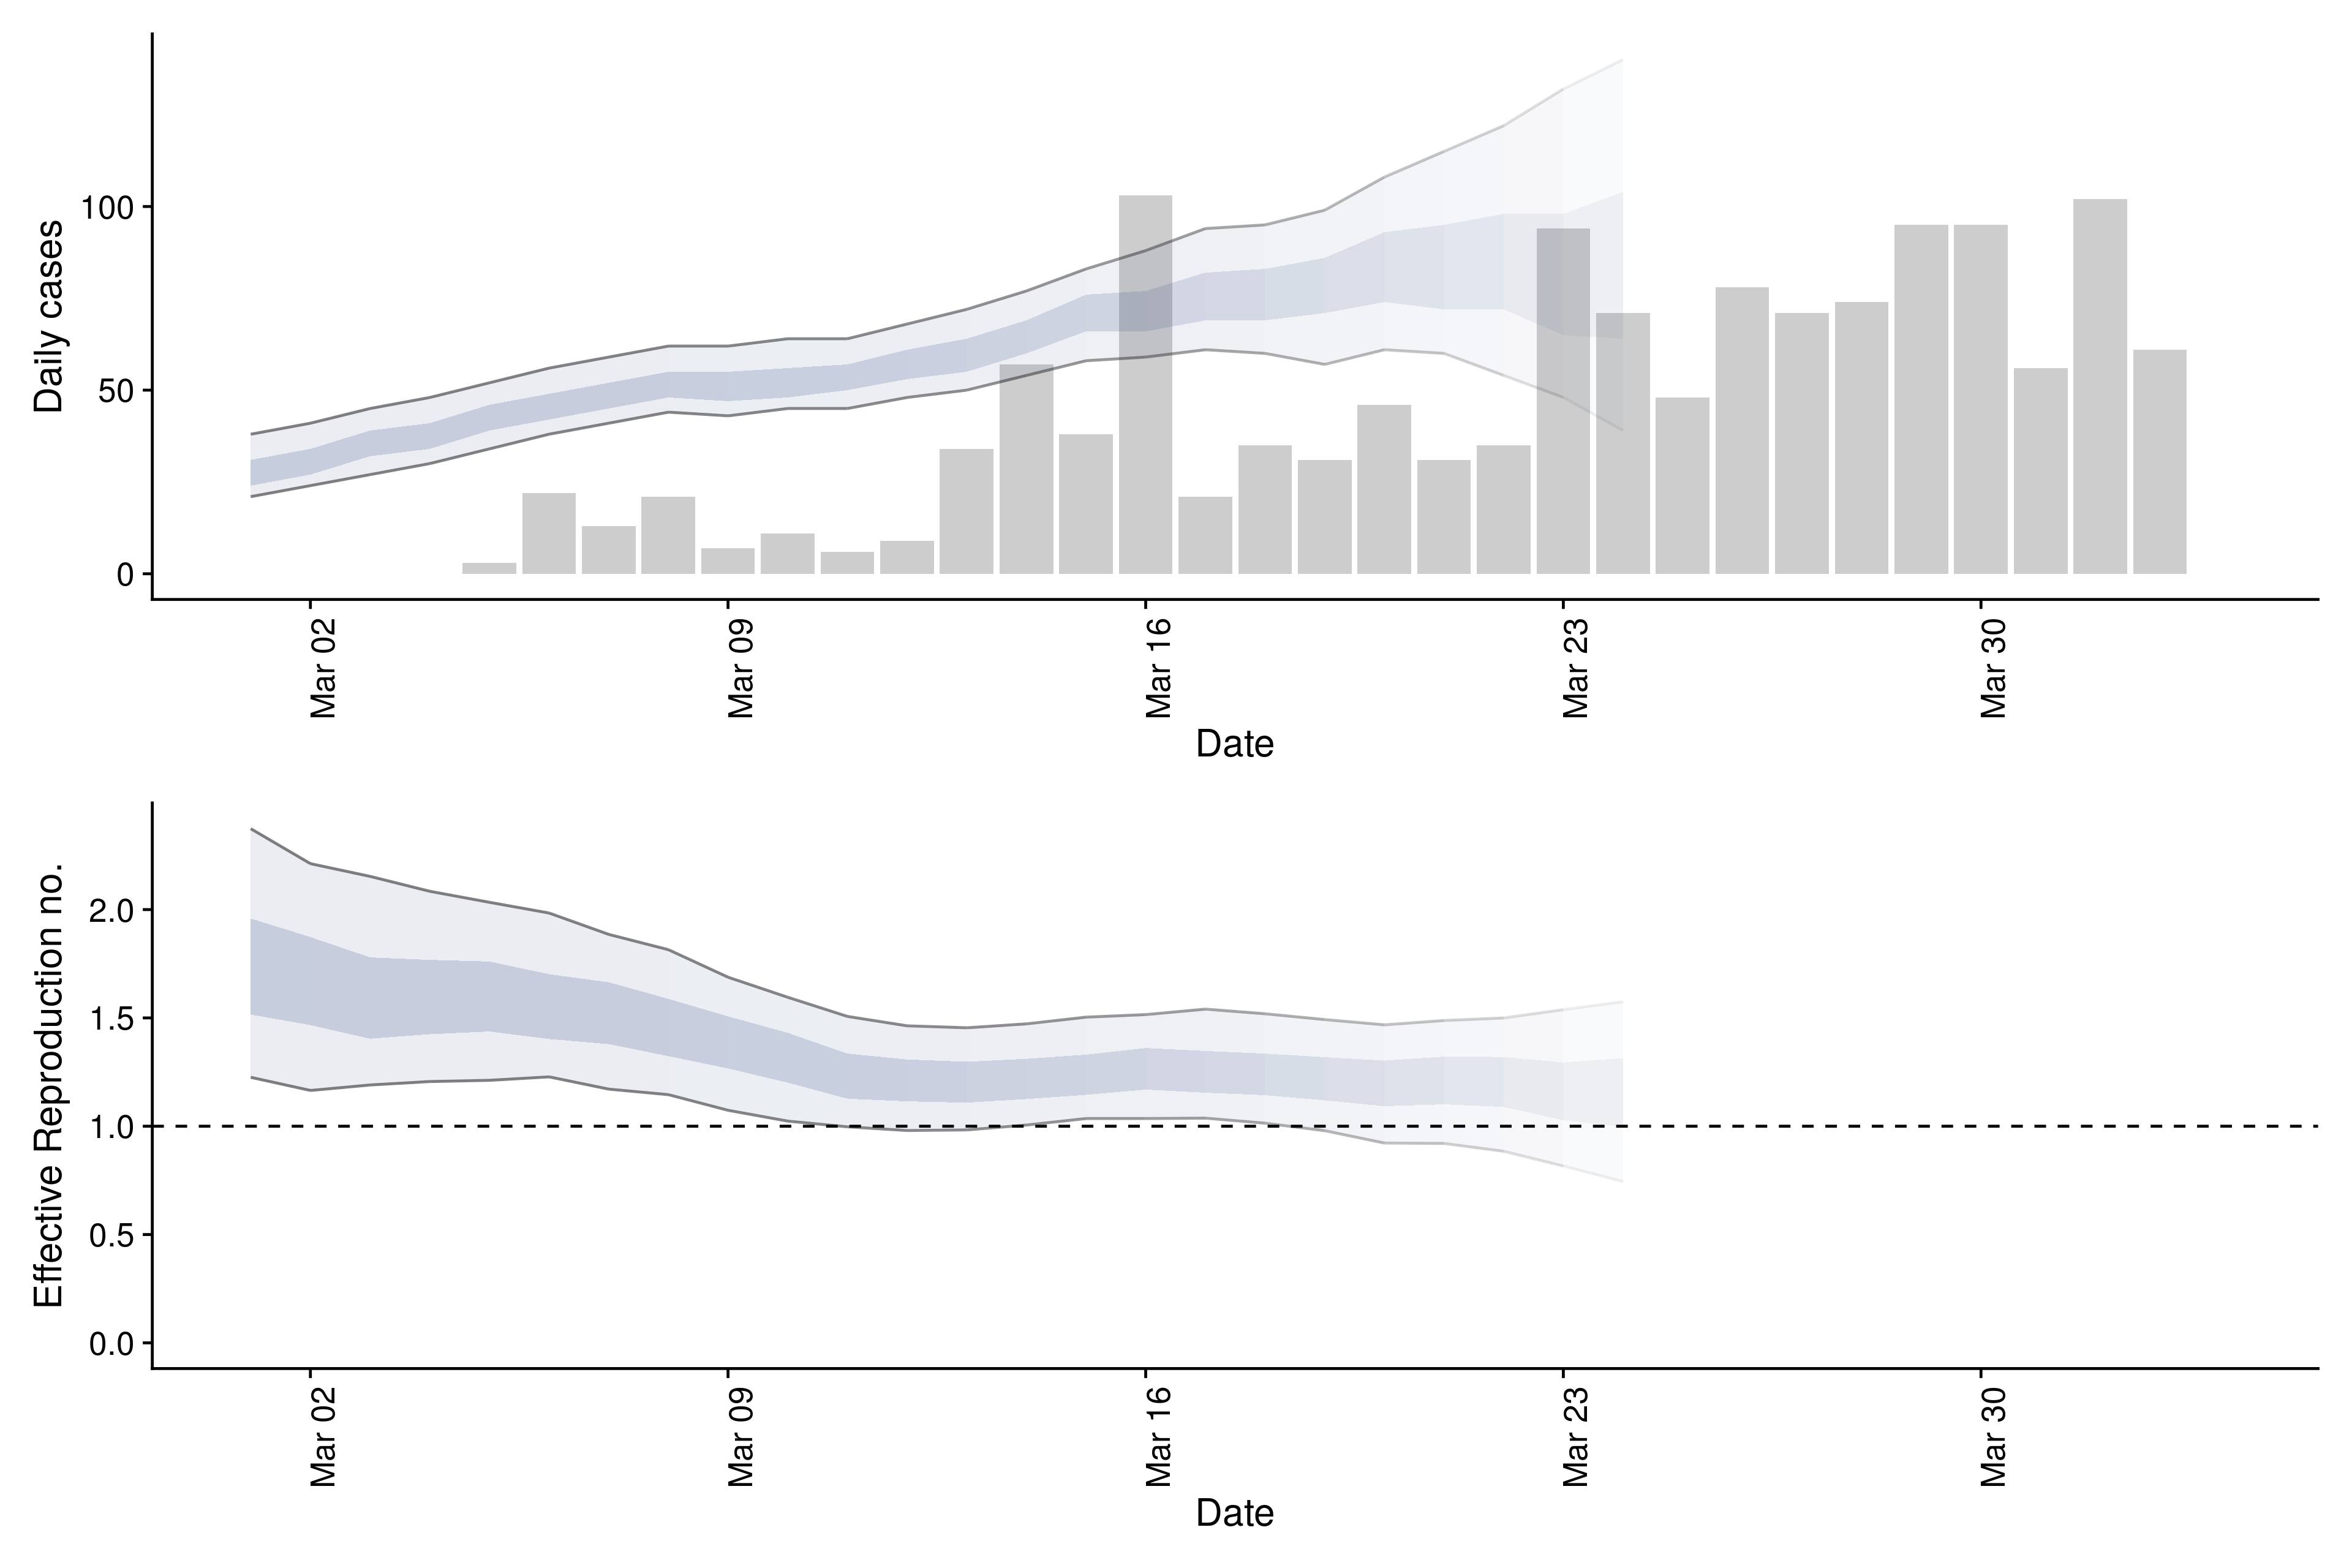 Daily cases
100
50
0
Mar 02
Mar 09
Mar 16
Mar 23
Mar 30
Date
Effective Reproduction no.
2.0
1.5
1.0
0.5
0.0
Mar 02
Mar 09
Mar 16
Mar 23
Mar 30
Date